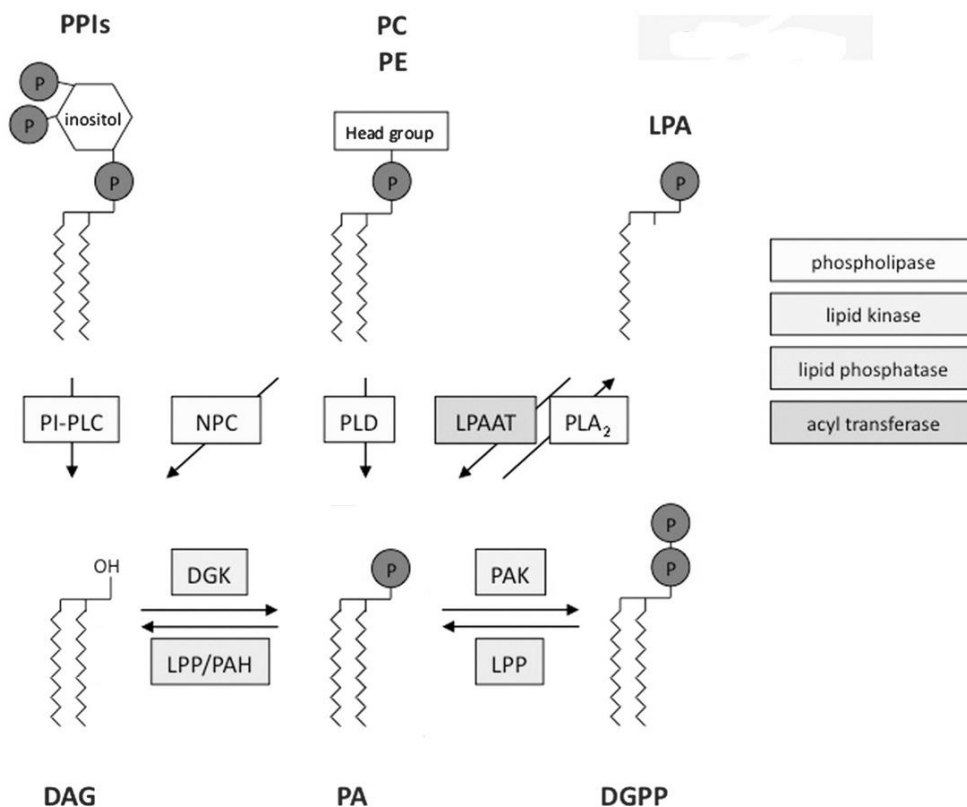 PPIs
PC
PE
P
P
inositol
P
Head group
P
LPA
P
phospholipase
lipid kinase
lipid phosphatase
acyl transferase
PI-PLC
NPC
PLD
LPAAT
PLA₂
OH
DGK
LPP/PAH
P
PAK
LPP
P
P
DAG
PA
DGPP